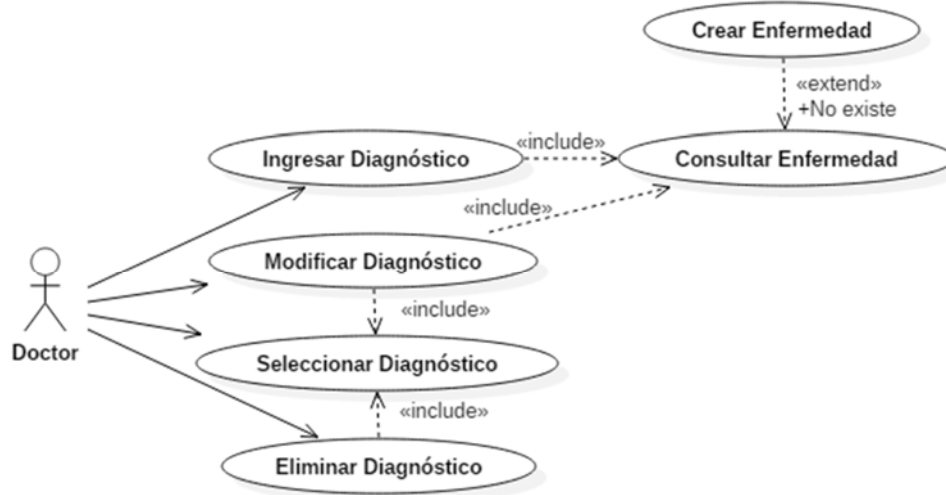 Crear Enfermedad
«extend»
+No existe
Ingresar Diagnóstico
«include»
Consultar Enfermedad
«include»
Modificar Diagnóstico
«include»
Doctor
Seleccionar Diagnóstico
«include»
Eliminar Diagnóstico